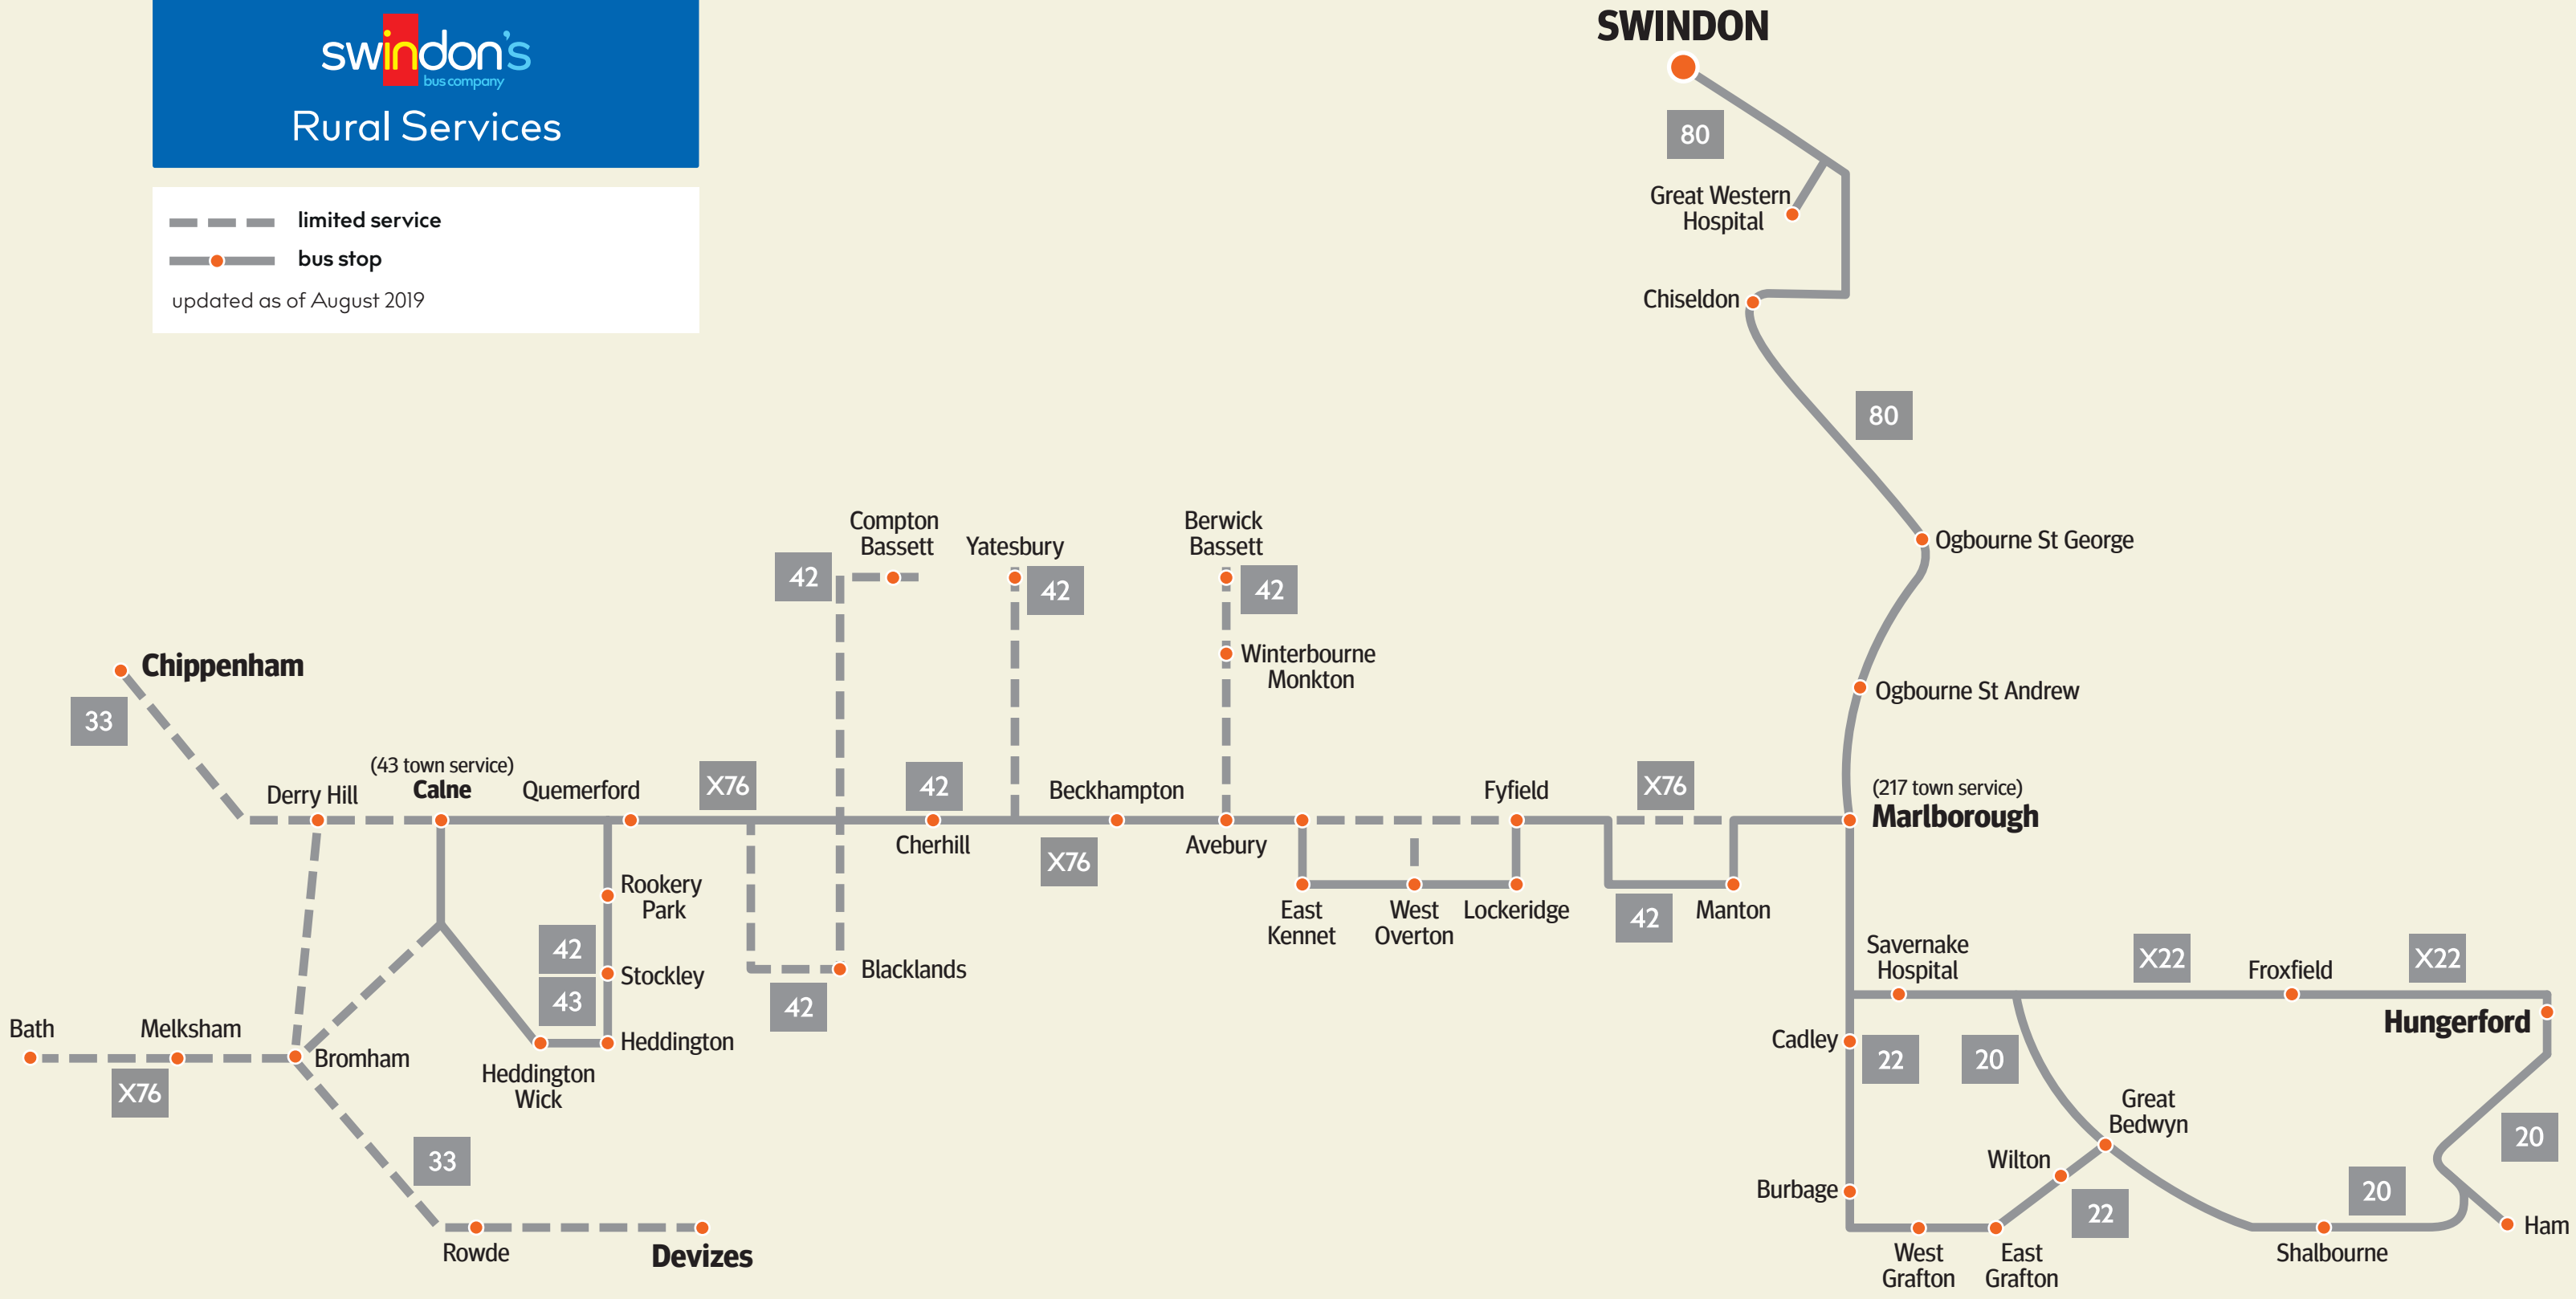 swindon's
bus company
Rural Services
limited service
bus stop
updated as of August 2019
SWINDON
80
Great Western
Hospital
Chiseldon
80
Ogbourne St George
Ogbourne St Andrew
(217 town service)
Marlborough
Compton
Bassett
42
Yatesbury
42
Berwick
Bassett
42
Winterbourne
Monkton
Chippenham
33
Derry Hill
(43 town service)
Calne
Quemerford
X76
42
Cherhill
Beckhampton
X76
Avebury
Fyfield
X76
East
Kennet
West
Overton
Lockeridge
42
Manton
Rookery
Park
42
Stockley
43
Heddington
Heddington
Wick
Blacklands
42
Bath
Melksham
X76
Bromham
33
Rowde
Devizes
Savernake
Hospital
X22
Froxfield
X22
Hungerford
Cadley
22
20
Great
Bedwyn
Wilton
22
Burbage
West
Grafton
East
Grafton
20
Shalbourne
20
Ham